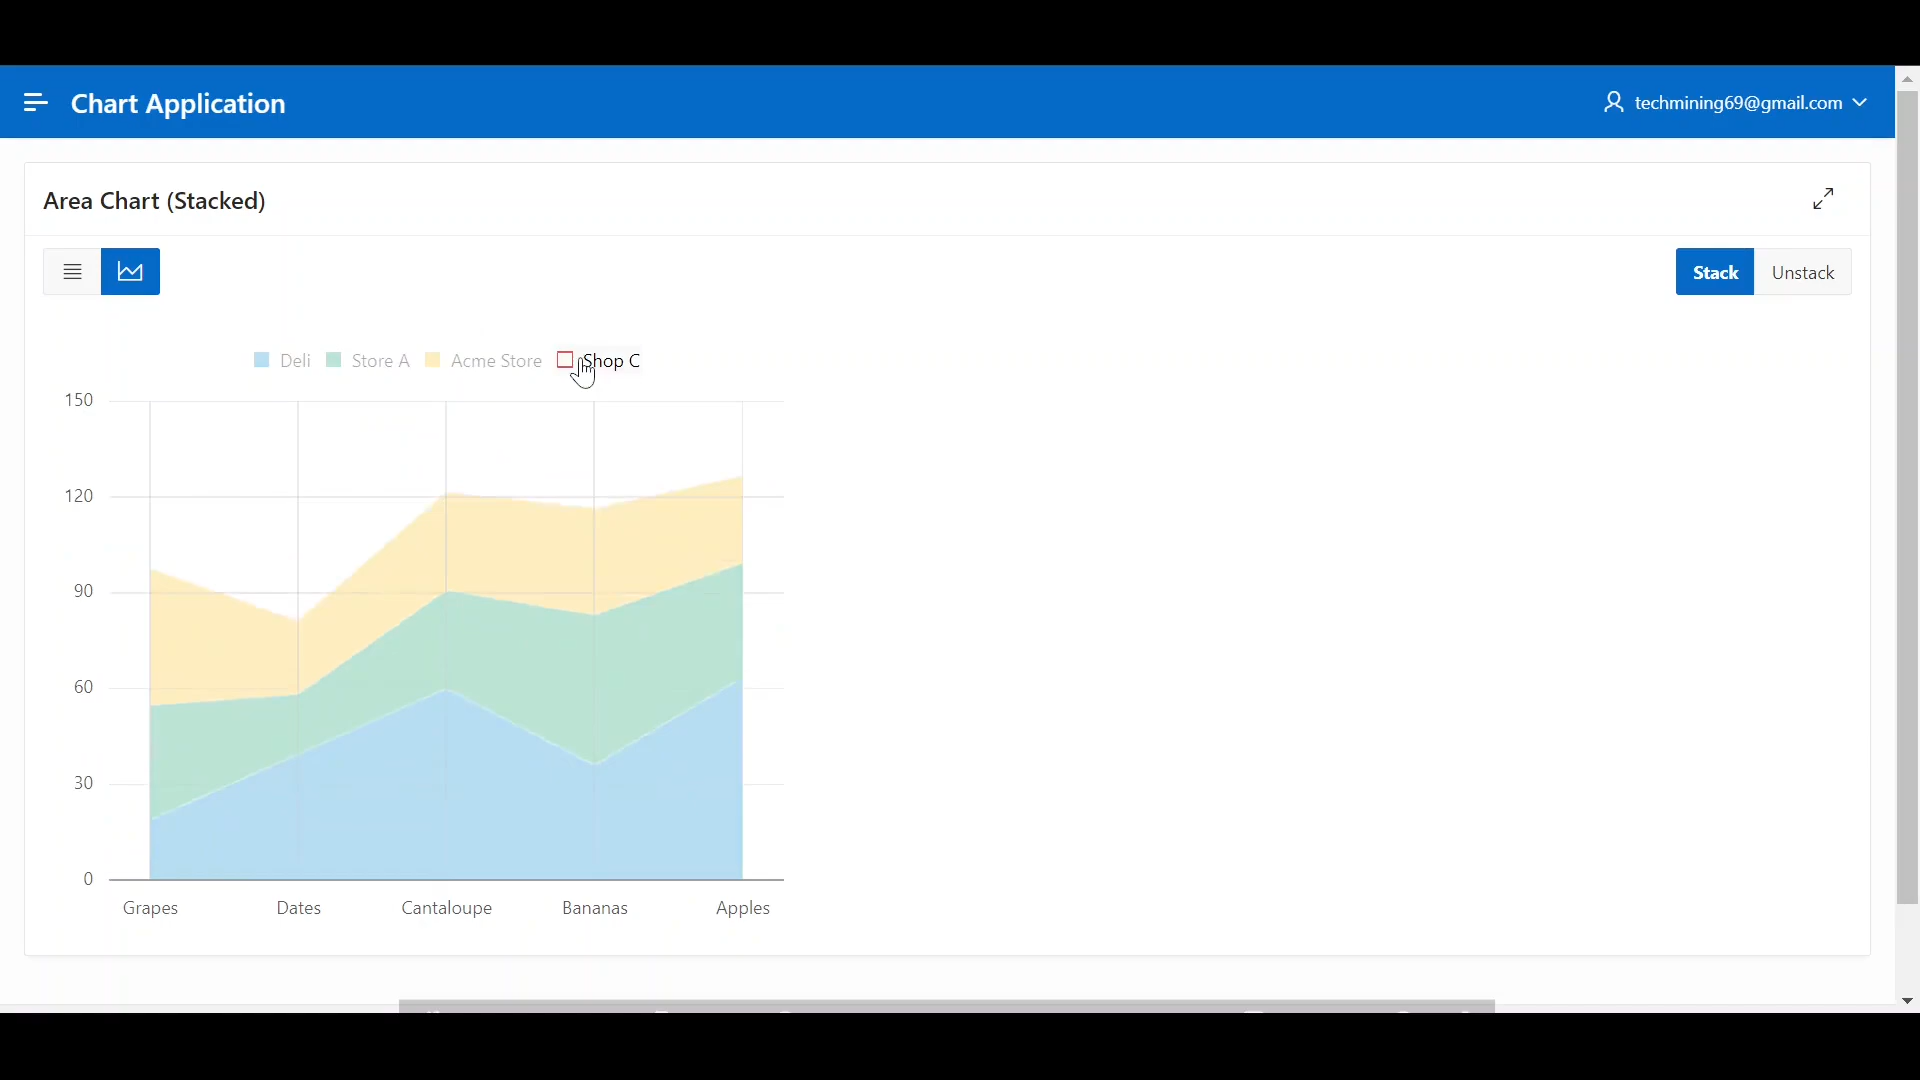 Chart Application
techmining69@gmail.com
Area Chart (Stacked)
Stack Unstack
Deli Store A Acme Store Shop C
150
120
90
60
30
0
Grapes Dates Cantaloupe Bananas Apples